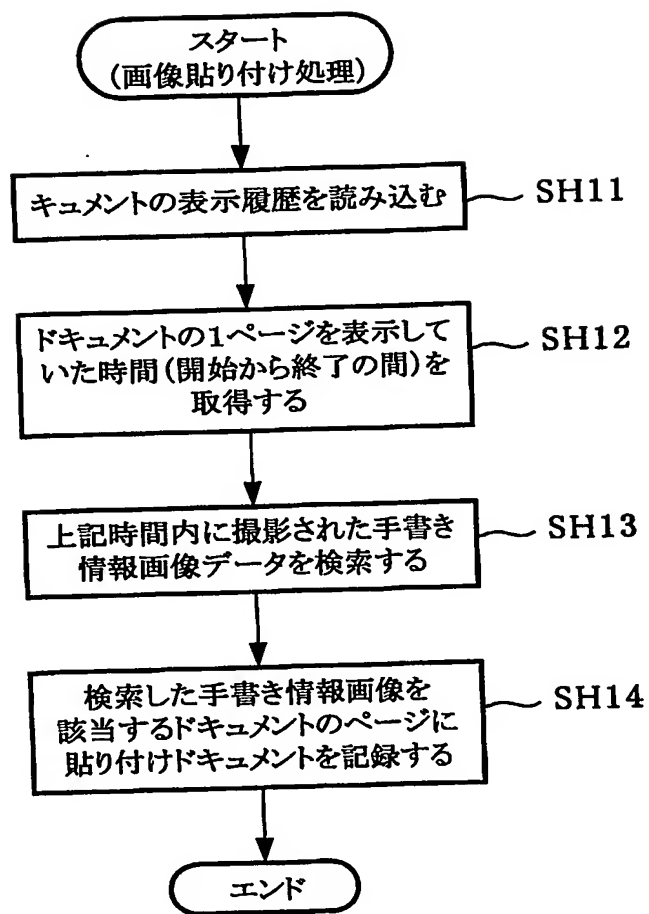 スタート
(画像貼り付け処理)
キュメントの表示履歴を読み込む
SH11
ドキュメントの1ページを表示して
いた時間(開始から終了の間)を
取得する
SH12
上記時間内に撮影された手書き
情報画像データを検索する
SH13
検索した手書き情報画像を
該当するドキュメントのページに
貼り付けドキュメントを記録する
SH14
エンド